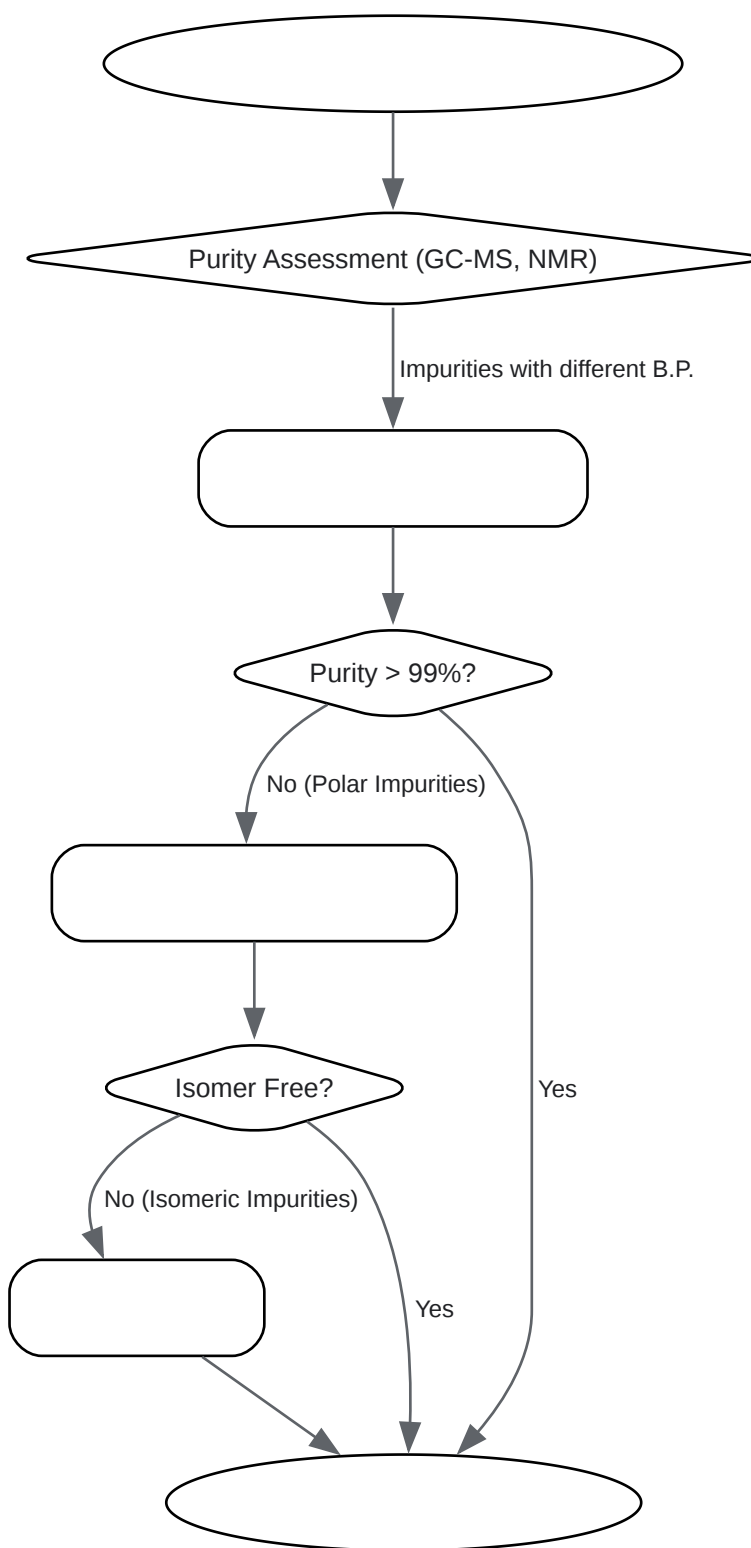 Purity Assessment (GC-MS, NMR)
Impurities with different B.P.
Purity > 99%?
No (Polar Impurities)
Isomer Free?
Yes
No (Isomeric Impurities)
Yes